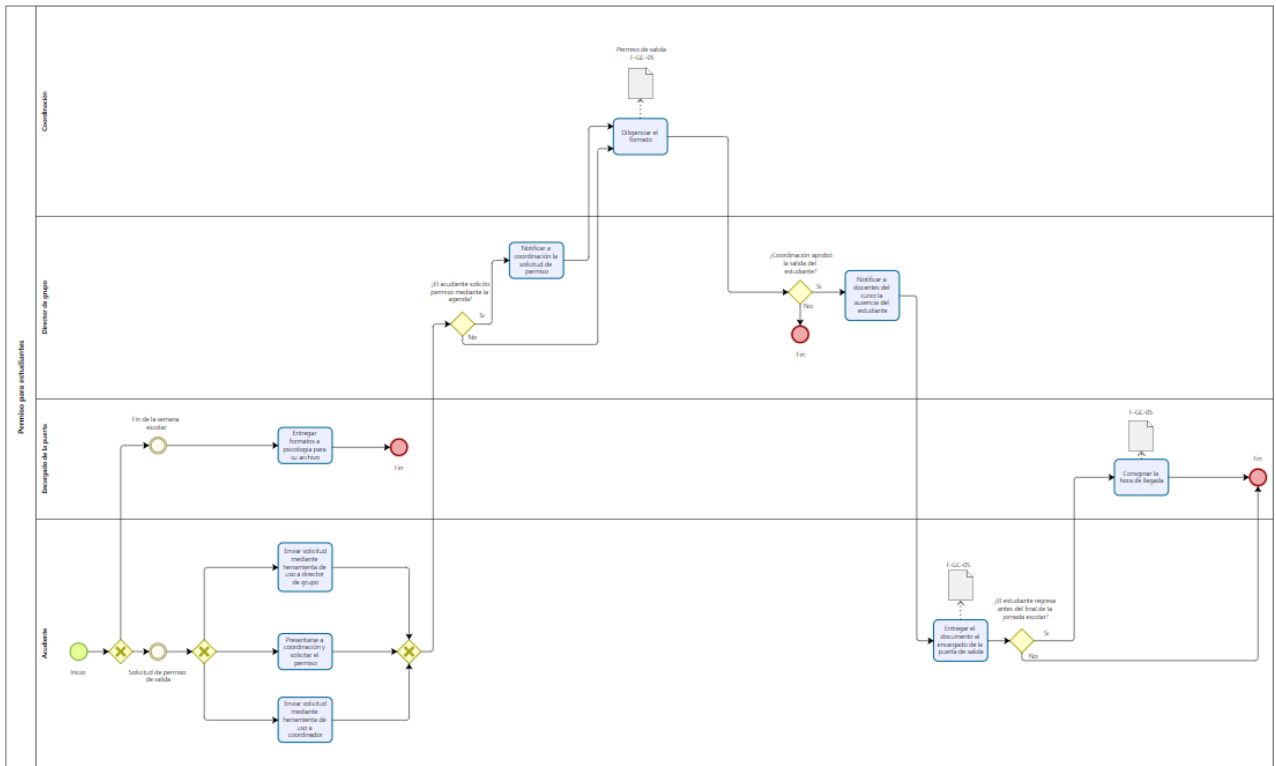 Permiso para estudiantes
Coordinación
Permiso de salida
F-GC-05
Diligenciar el
formato
Director de grupo
¿El acudiente solicito
permiso mediante la
agenda?
Si
No
Notificar a
coordinación la
solicitud de
permiso
¿Coordinación aprobó
la salida del
estudiante?
Si
No
Fin
Notificar a
docentes del
curso la
ausencia del
estudiante
Encargado de la puerta
Fin de la semana
escolar
Entregar
formatos a
psicología para
su archivo
Fin
F-GC-05
Consignar la
hora de llegada
Fin
Acudiente
Inicio
Solicitud de permiso
de salida
Enviar solicitud
mediante
herramienta de
uso a director
de grupo
Presentarse a
coordinación y
solicitar el
permiso
Enviar solicitud
mediante
herramienta de
uso a
coordinador
F-GC-05
Entregar el
documento al
encargado de la
puerta de salida
¿El estudiante regresa
antes del final de la
jornada escolar?
Si
No